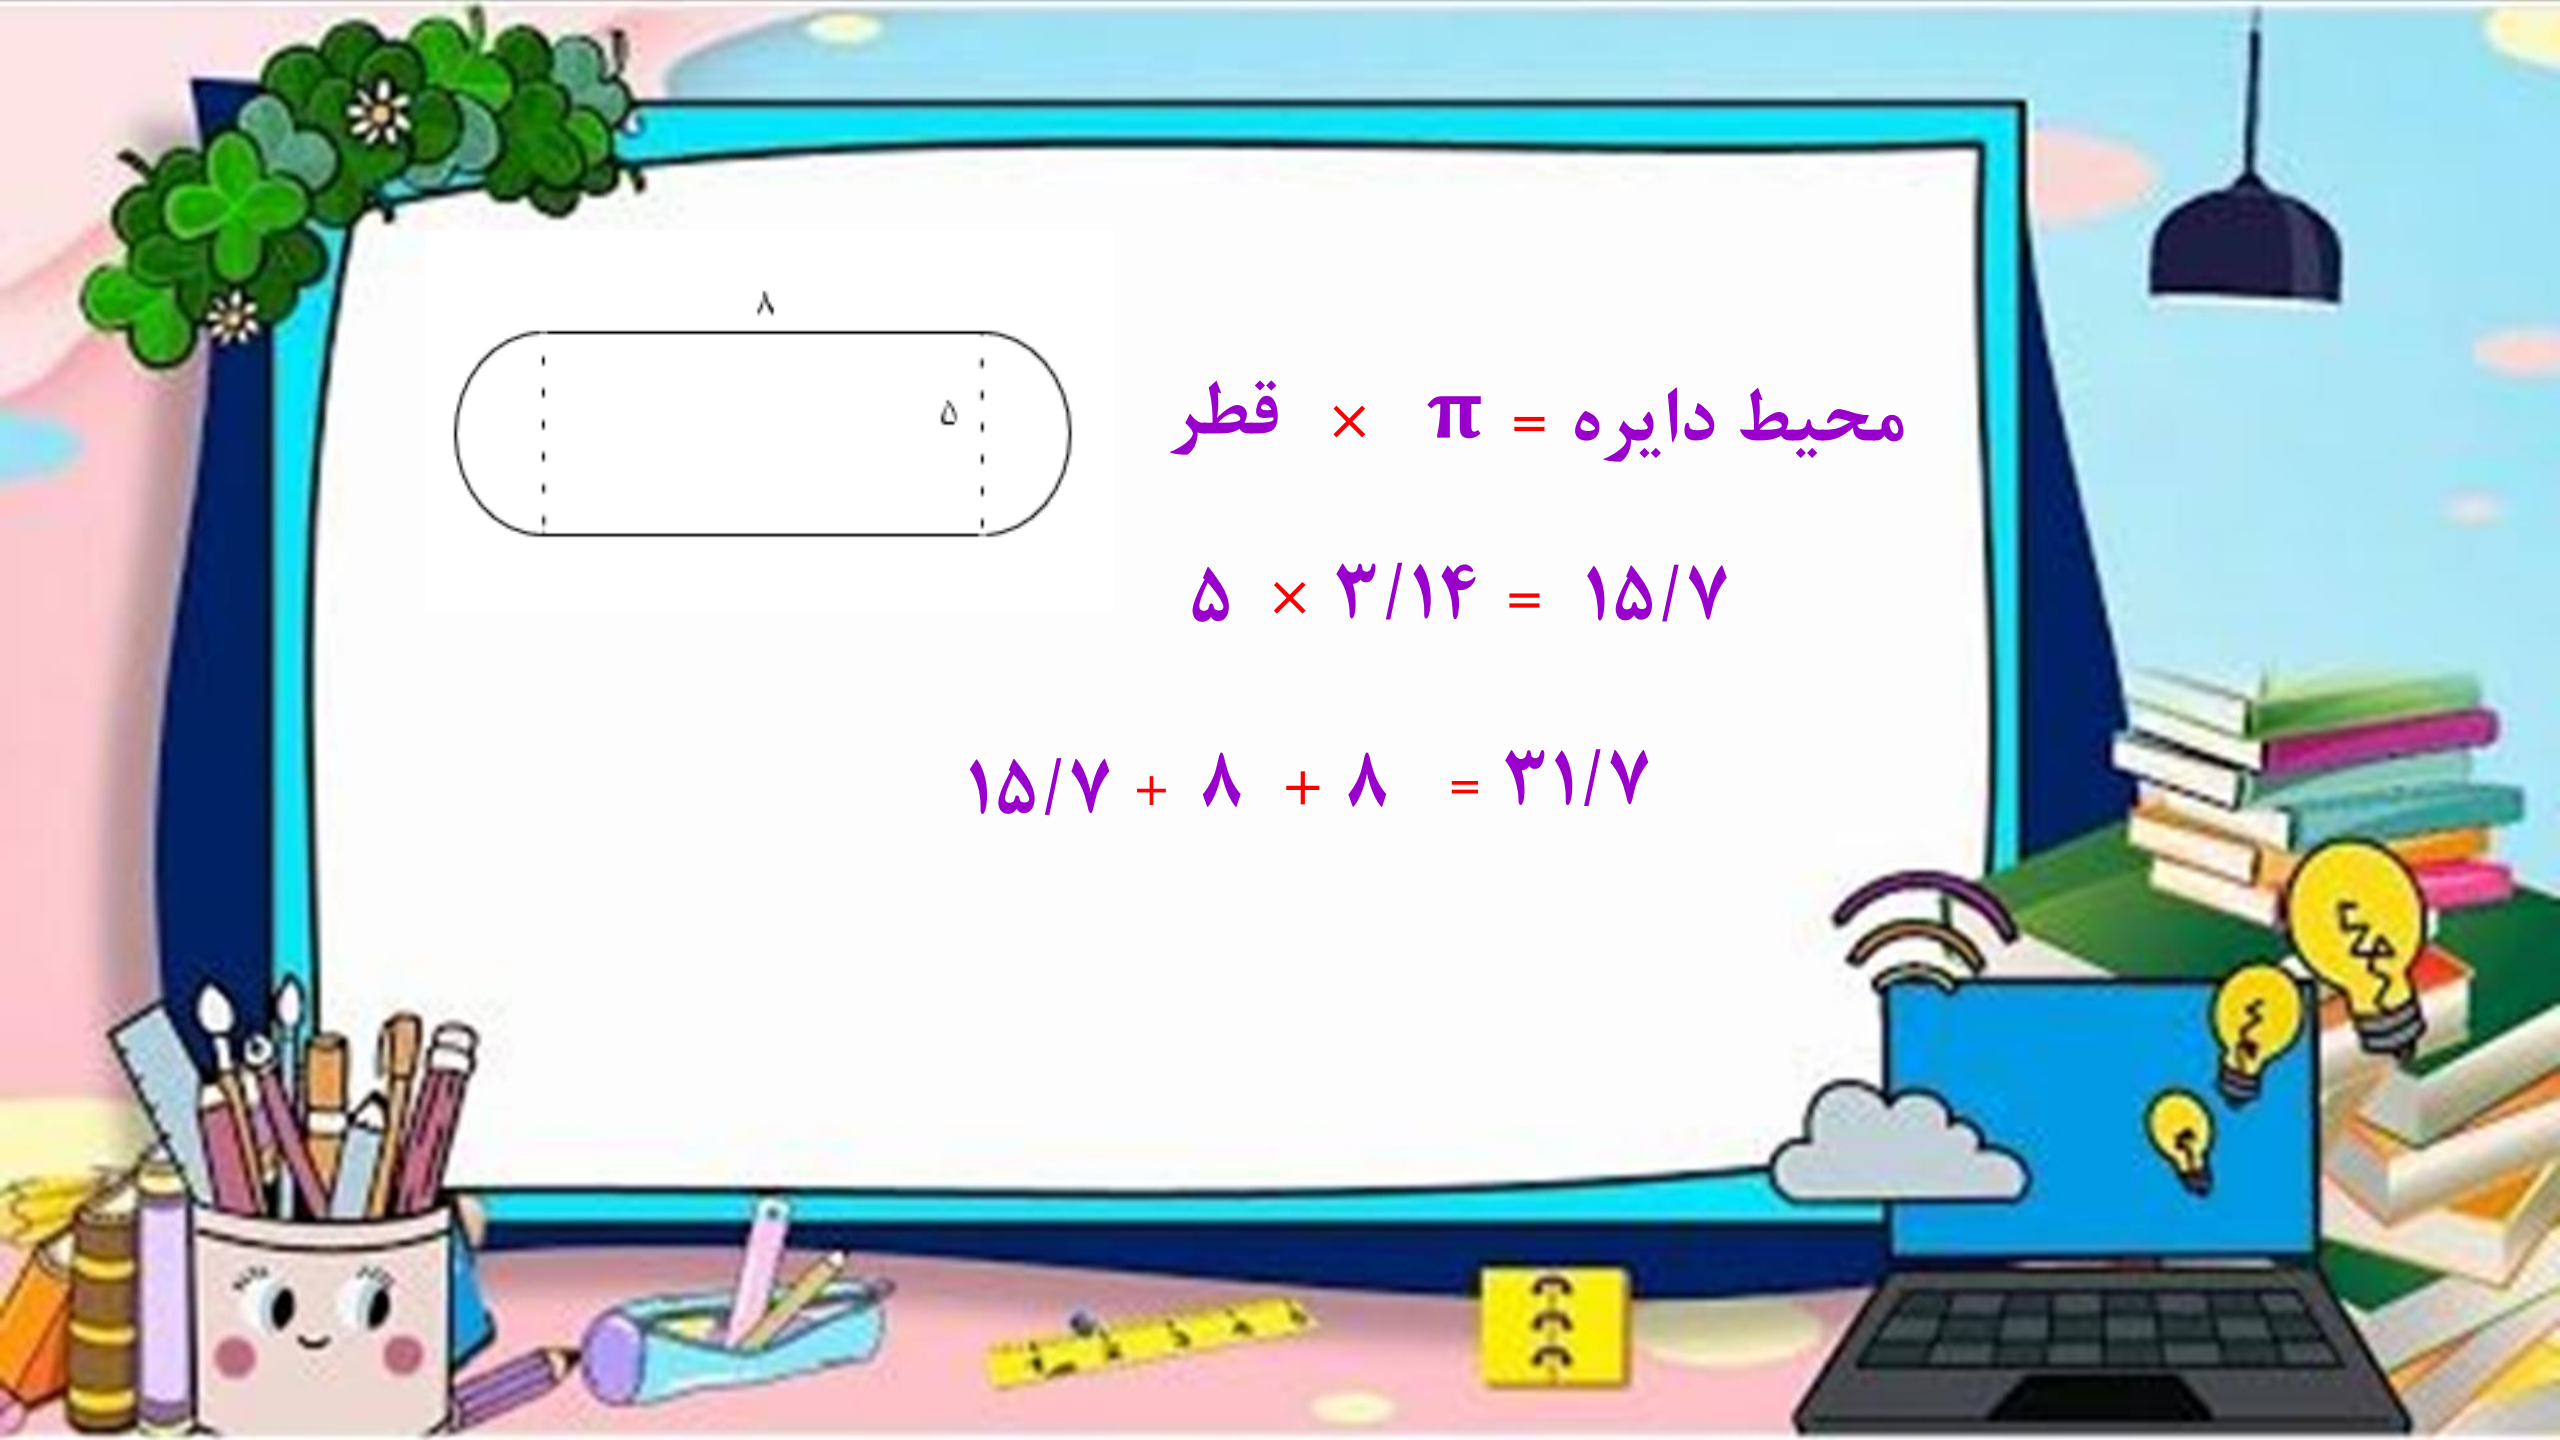 ۸
۵
محیط دایره = π × قطر
۵ × ۳/۱۴ = ۱۵/۷
۱۵/۷ + ۸ + ۸ = ۳۱/۷